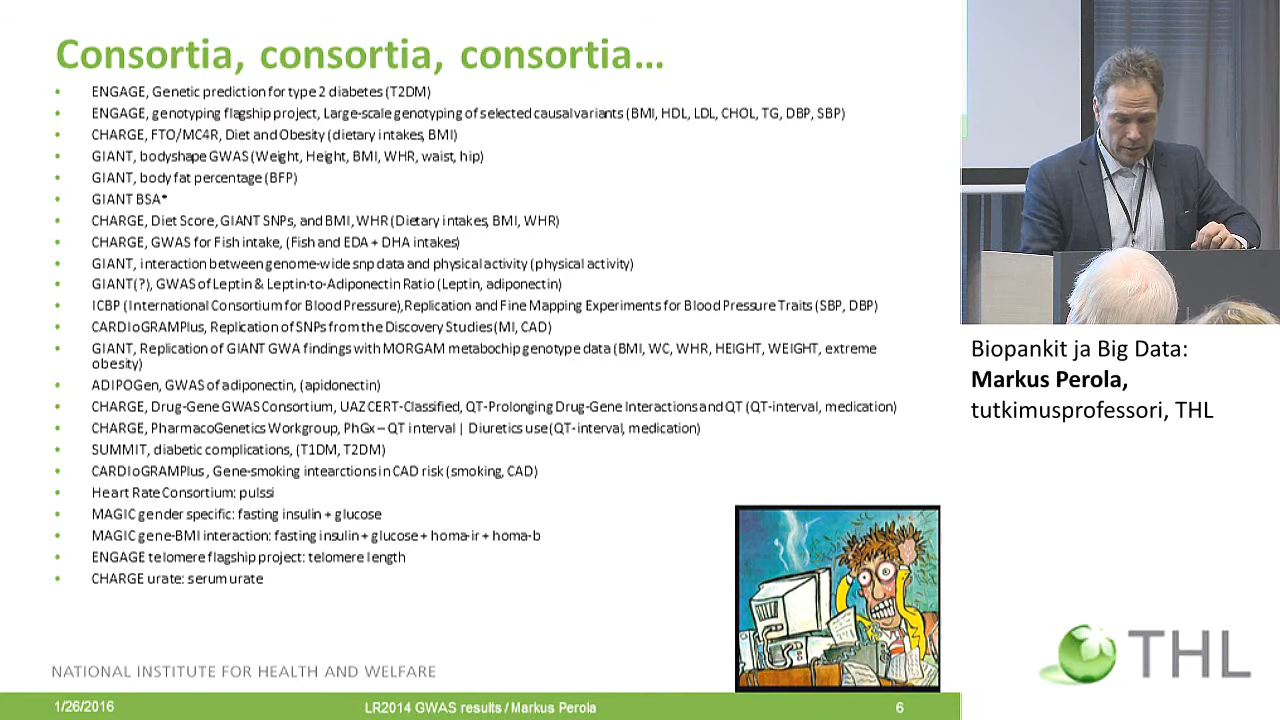 Consortia, consortia, consortia...
• ENGAGE, Genetic prediction for type 2 diabetes (T2DM)
• ENGAGE, genotyping flagship project, Large-scale genotyping of selected causal variants (BMI, HDL, LDL, CHOL, TG, DBP, SBP)
• CHARGE, FTO/MC4R, Diet and Obesity (dietary intakes, BMI)
• GIANT, bodyshape GWAS (Weight, Height, BMI, WHR, waist, hip)
• GIANT, body fat percentage (BFP)
• GIANT BSA*
• CHARGE, Diet Score, GIANT SNPs, and BMI, WHR (Dietary intakes, BMI, WHR)
• CHARGE, GWAS for Fish intake, (Fish and EDA + DHA intakes)
• GIANT, interaction between genome-wide snp data and physical activity (physical activity)
• GIANT(?), GWAS of Leptin & Leptin-to-Adiponectin Ratio (Leptin, adiponectin)
• ICBP (International Consortium for Blood Pressure),Replication and Fine Mapping Experiments for Blood Pressure Traits (SBP, DBP)
• CARDIoGRAMPlus, Replication of SNPs from the Discovery Studies (MI, CAD)
• GIANT, Replication of GIANT GWA findings with MORGAM metabochip genotype data (BMI, WC, WHR, HEIGHT, WEIGHT, extreme
obesity)
• ADIPOGen, GWAS of adiponectin, (apidonectin)
• CHARGE, Drug-Gene GWAS Consortium, UAZ CERT-Classified, QT-Prolonging Drug-Gene Interactions and QT (QT-interval, medication)
• CHARGE, PharmacoGenetics Workgroup, PhGx – QT interval | Diuretics use (QT-interval, medication)
• SUMMIT, diabetic complications, (T1DM, T2DM)
• CARDIoGRAMPlus , Gene-smoking intearctions in CAD risk (smoking, CAD)
• Heart Rate Consortium: pulssi
• MAGIC gender specific: fasting insulin + glucose
• MAGIC gene-BMI interaction: fasting insulin + glucose + homa-ir + homa-b
• ENGAGE telomere flagship project: telomere length
• CHARGE urate: serum urate
NATIONAL INSTITUTE FOR HEALTH AND WELFARE
1/26/2016 LR2014 GWAS results / Markus Perola 6
Biopankit ja Big Data:
Markus Perola,
tutkimusprofessori, THL
THL